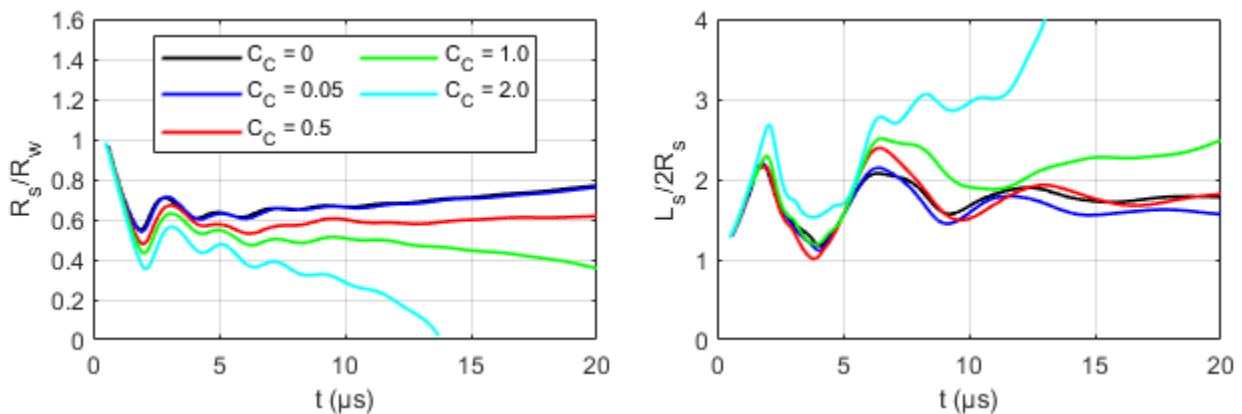 1.6
1.4
1.2
1
0.8
0.6
0.4
0.2
0
R_s/R_w
C_C = 0
C_C = 1.0
C_C = 0.05
C_C = 2.0
C_C = 0.5
0 5 10 15 20
t (μs)
4
3
2
1
0
L_s/2R_s
0 5 10 15 20
t (μs)